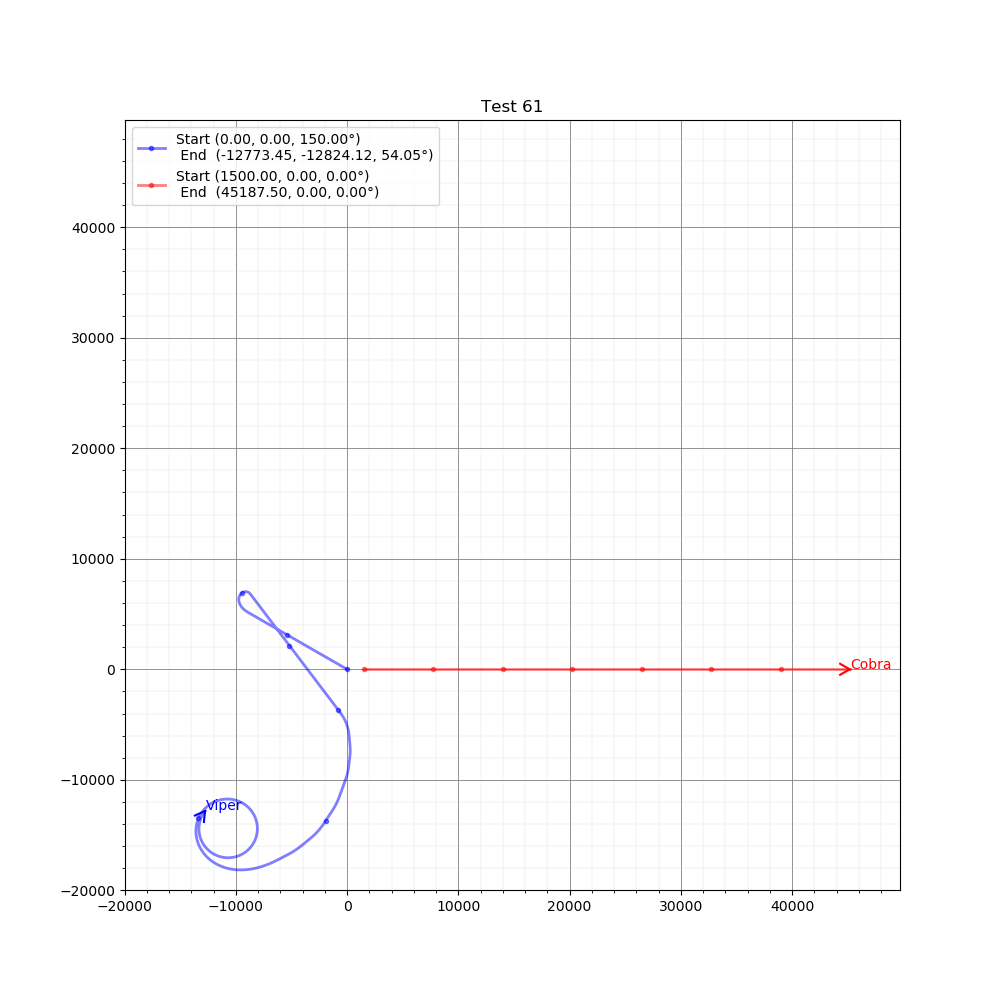 Test 61
Start (0.00, 0.00, 150.00°)
End (-12773.45, -12824.12, 54.05°)
Start (1500.00, 0.00, 0.00°)
End (45187.50, 0.00, 0.00°)
40000
30000
20000
10000
0
−10000
−20000
Cobra
Viper
−20000
−10000
0
10000
20000
30000
40000